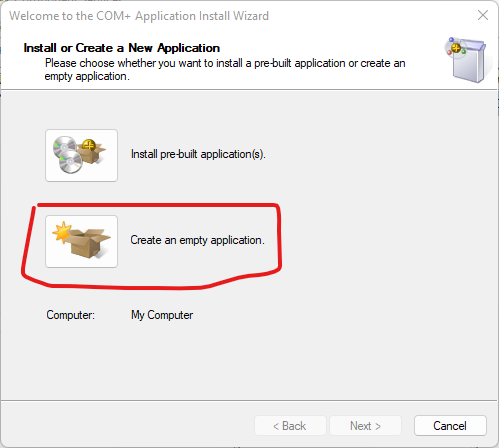 Welcome to the COM+ Application Install Wizard
Install or Create a New Application
Please choose whether you want to install a pre-built application or create an
empty application.
Install pre-built application(s).
Create an empty application.
Computer: My Computer
< Back Next > Cancel